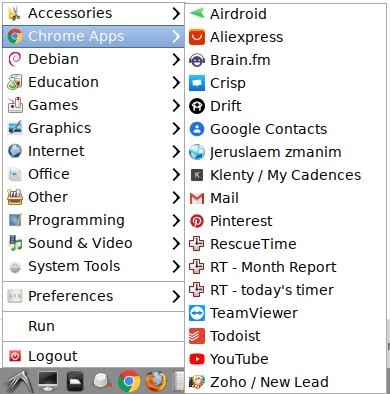 Accessories
Chrome Apps
Debian
Education
Games
Graphics
Internet
Office
Other
Programming
Sound & Video
System Tools
Preferences
Run
Logout
Airdroid
Aliexpress
Brain.fm
Crisp
Drift
Google Contacts
Jeruslaem zmanim
Klenty / My Cadences
Mail
Pinterest
RescueTime
RT - Month Report
RT - today's timer
TeamViewer
Todoist
YouTube
Zoho / New Lead